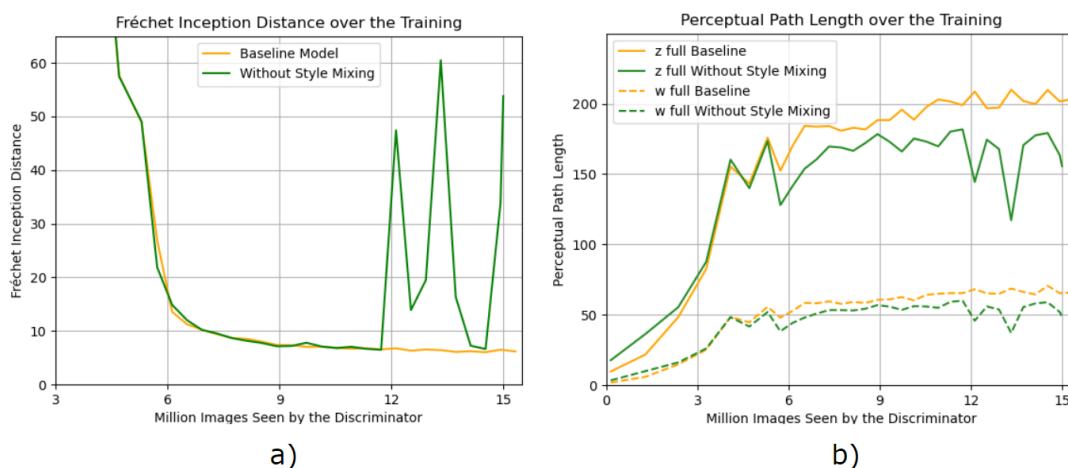 Fréchet Inception Distance over the Training
Baseline Model
Without Style Mixing
60
50
40
30
20
10
0
3
6
9
12
15
Fréchet Inception Distance
Million Images Seen by the Discriminator
a)
Perceptual Path Length over the Training
z full Baseline
z full Without Style Mixing
w full Baseline
w full Without Style Mixing
200
150
100
50
0
0
3
6
9
12
15
Perceptual Path Length
Million Images Seen by the Discriminator
b)